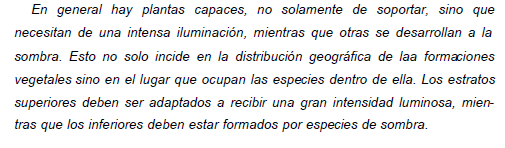 En general hay plantas capaces, no solamente de soportar, sino que
necesitan de una intensa iluminación, mientras que otras se desarrollan a la
sombra. Esto no solo incide en la distribución geográfica de laa formaciones
vegetales sino en el lugar que ocupan las especies dentro de ella. Los estratos
superiores deben ser adaptados a recibir una gran intensidad luminosa, mien-
tras que los inferiores deben estar formados por especies de sombra.